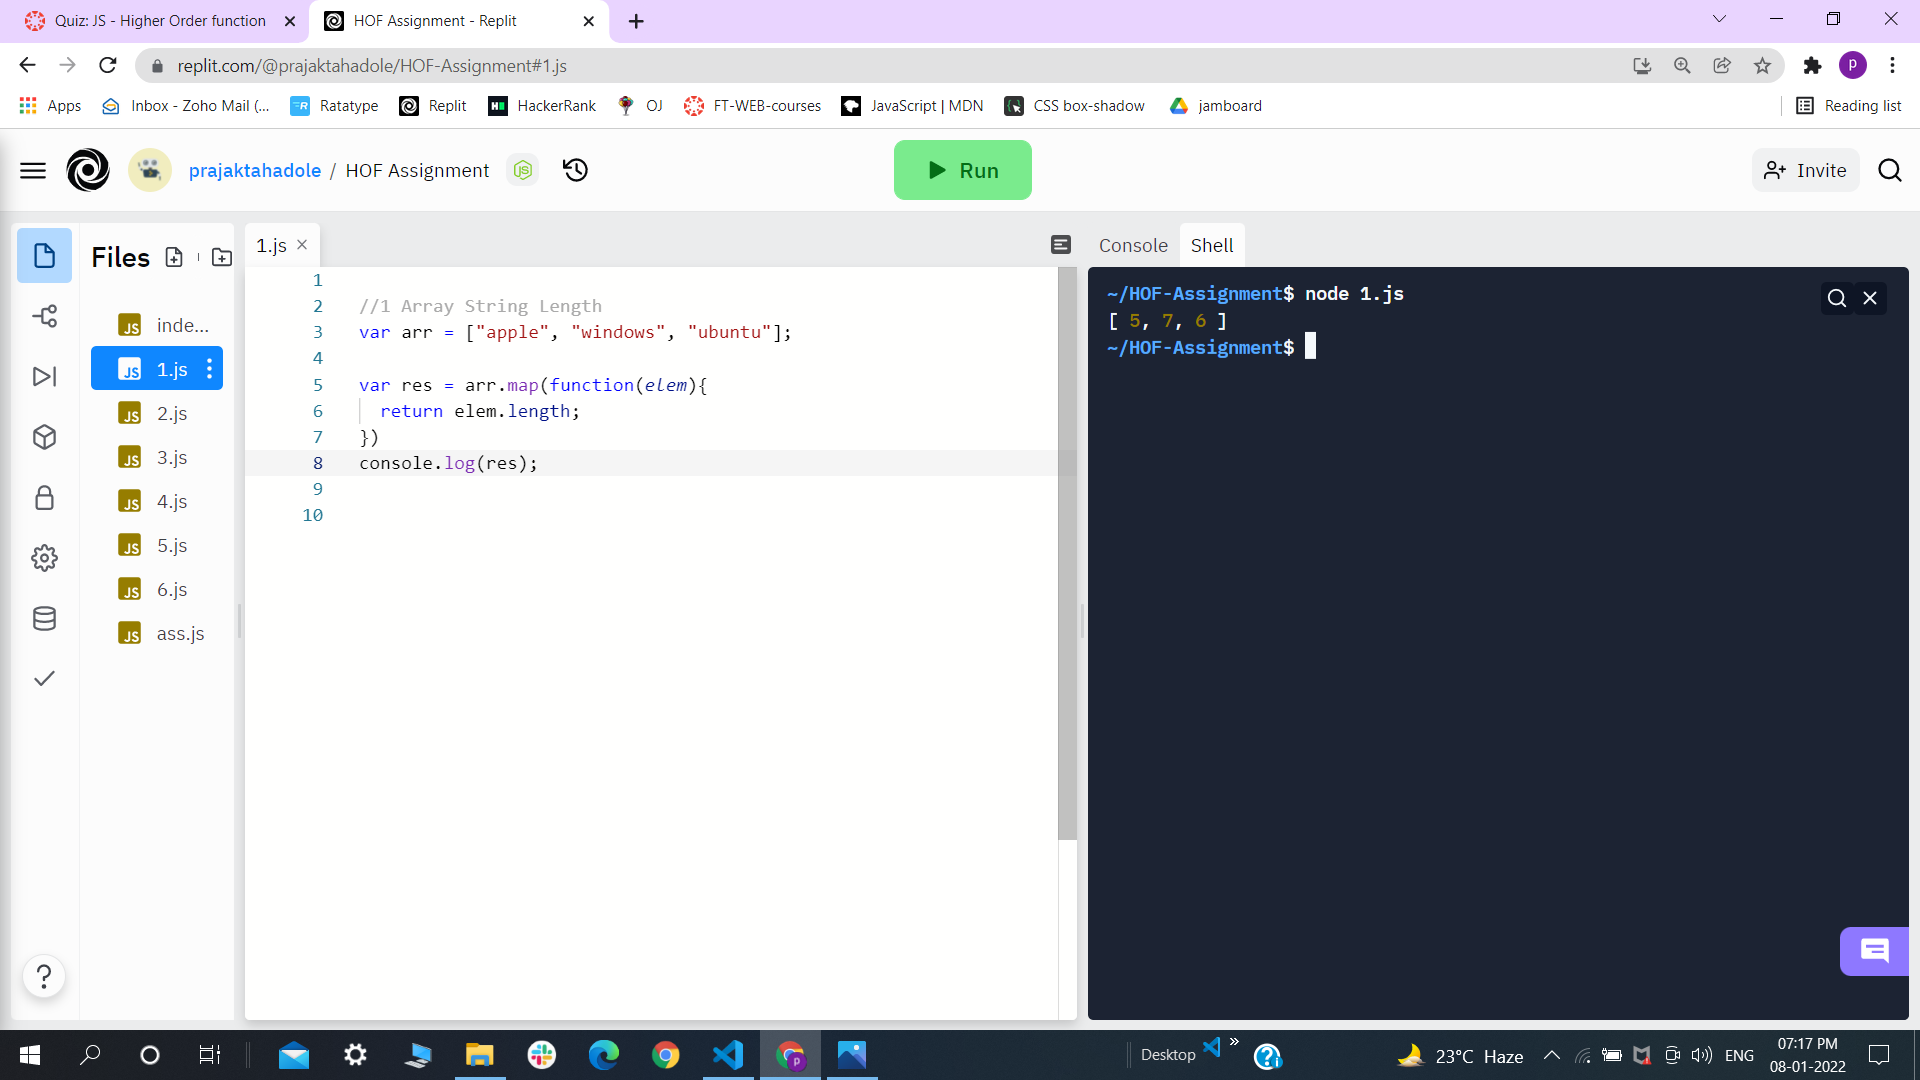 Quiz: JS - Higher Order function
HOF Assignment - Replit
replit.com/@prajaktahadole/HOF-Assignment#1.js
P
Apps
Inbox - Zoho Mail (...
Ratatype
Replit
HackerRank
OJ
FT-WEB-courses
JavaScript | MDN
CSS box-shadow
jamboard
Reading list
prajaktahadole / HOF Assignment
Run
Invite
Files
inde...
1.js
2.js
3.js
4.js
5.js
6.js
ass.js
1.js
1
2 //1 Array String Length
3 var arr = ["apple", "windows", "ubuntu"];
4
5 var res = arr.map(function(elem){
6 return elem.length;
7 })
8 console.log(res);
9
10
Console
Shell
~/HOF-Assignment$ node 1.js
[ 5, 7, 6 ]
~/HOF-Assignment$
Desktop
23°C Haze
ENG
07:17 PM
08-01-2022